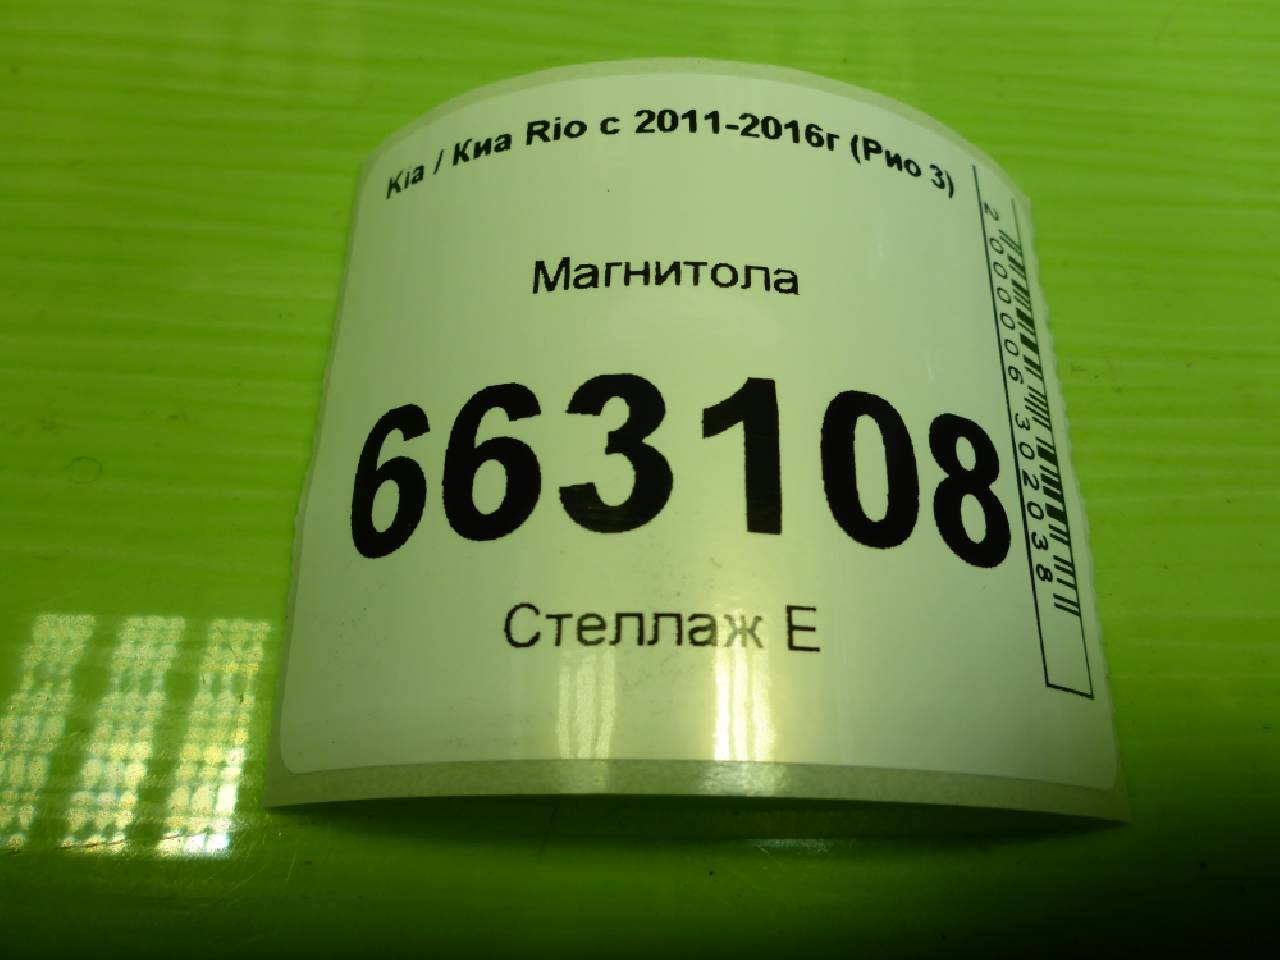 Kia / Киа Rio с 2011-2016г (Рио 3)
Магнитола
663108
Стеллаж Е
2000006302038